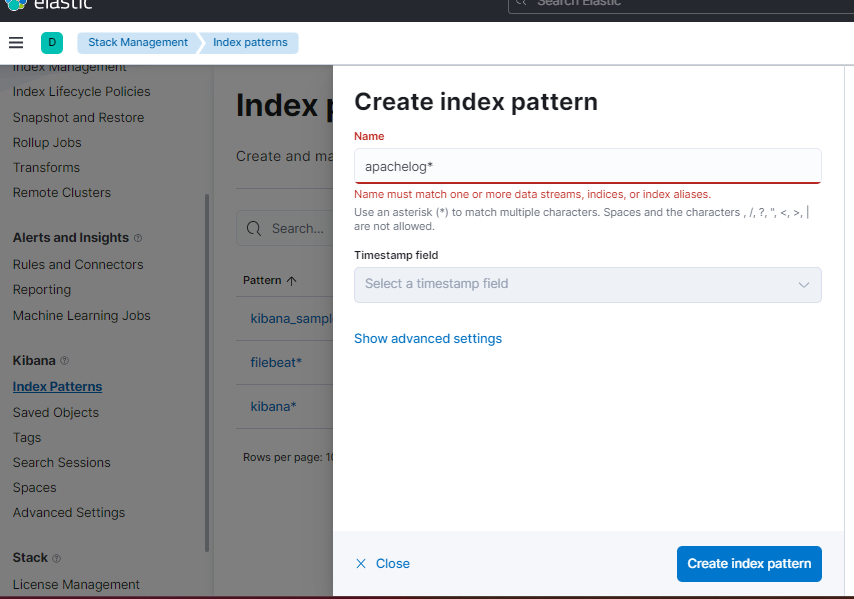 elastic
Search Elastic
D
Stack Management
Index patterns
Index Management
Index Lifecycle Policies
Snapshot and Restore
Rollup Jobs
Transforms
Remote Clusters
Alerts and Insights
Rules and Connectors
Reporting
Machine Learning Jobs
Kibana
Index Patterns
Saved Objects
Tags
Search Sessions
Spaces
Advanced Settings
Stack
License Management
Index p
Create and ma
Search...
Pattern ↑
kibana_sampl
filebeat*
kibana*
Rows per page: 10
Create index pattern
Name
apachelog*
Name must match one or more data streams, indices, or index aliases.
Use an asterisk (*) to match multiple characters. Spaces and the characters , /, ?, ", <, >, |
are not allowed.
Timestamp field
Select a timestamp field
Show advanced settings
× Close
Create index pattern